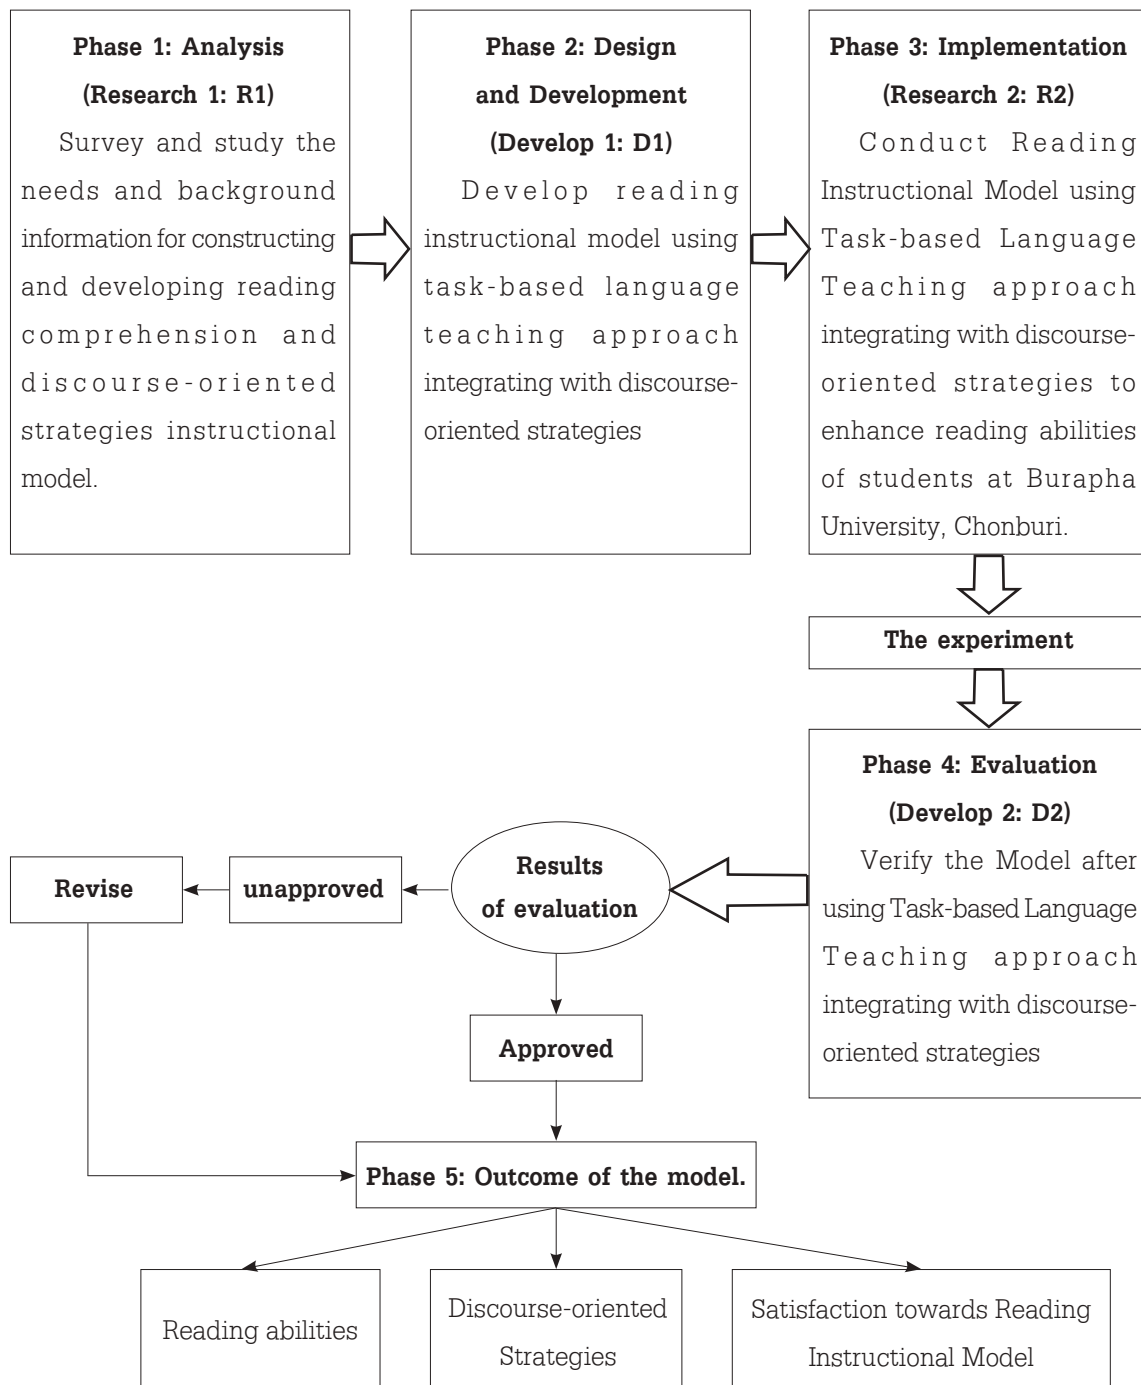 Phase 1: Analysis
(Research 1: R1)
Survey and study the
needs and background
information for constructing
and developing reading
comprehension and
discourse-oriented
strategies instructional
model.
Phase 2: Design
and Development
(Develop 1: D1)
Develop reading
instructional model using
task-based language
teaching approach
integrating with discourse-
oriented strategies
Phase 3: Implementation
(Research 2: R2)
Conduct Reading
Instructional Model using
Task-based Language
Teaching approach
integrating with discourse-
oriented strategies to
enhance reading abilities
of students at Burapha
University, Chonburi.
The experiment
Phase 4: Evaluation
(Develop 2: D2)
Verify the Model after
using Task-based Language
Teaching approach
integrating with discourse-
oriented strategies
Results
of evaluation
unapproved
Revise
Approved
Phase 5: Outcome of the model.
Reading abilities
Discourse-oriented
Strategies
Satisfaction towards Reading
Instructional Model